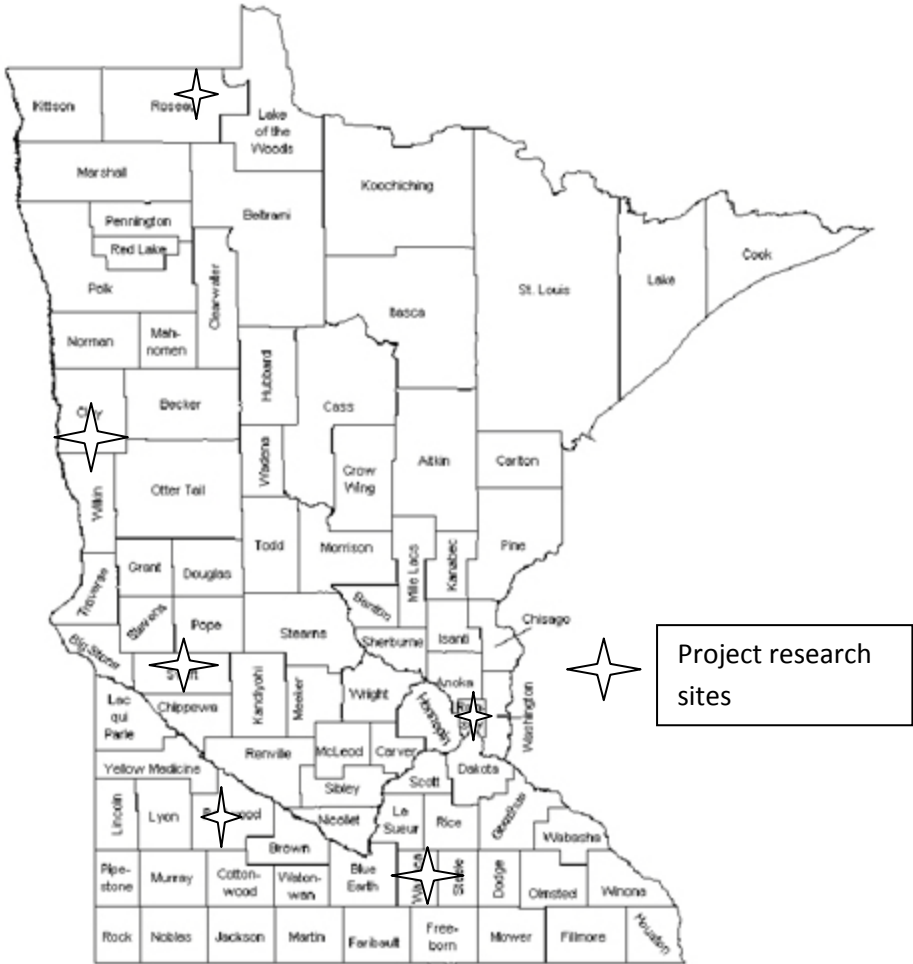 Kittson
Lake
of the
Woods
Marshall
Koochiching
Beltrami
Pennington
Red Lake
Polk
Clearwater
St. Louis
Lake
Cook
Itasca
Norman
Mah-
nomen
Hubbard
Cass
Becker
Wadena
Crow
Wing
Aitkin
Carlton
Wilkin
Otter Tail
Todd
Morrison
Mille Lacs
Kanabec
Pine
Traverse
Grant
Douglas
Stevens
Pope
Stearns
Benton
Sherburne
Isanti
Chisago
Big Stone
Anoka
Washington
Hennepin
Wright
Meeker
Kandiyohi
Lac
qui
Parle
Chippewa
Renville
McLeod
Carver
Scott
Dakota
Yellow Medicine
Sibley
Nicollet
Le
Sueur
Rice
Goodhue
Wabasha
Lincoln
Lyon
Brown
Pipe-
stone
Murray
Cotton-
wood
Waton-
wan
Blue
Earth
Dodge
Olmsted
Winona
Rock
Nobles
Jackson
Martin
Faribault
Free-
born
Mower
Fillmore
Houston
Project research
sites